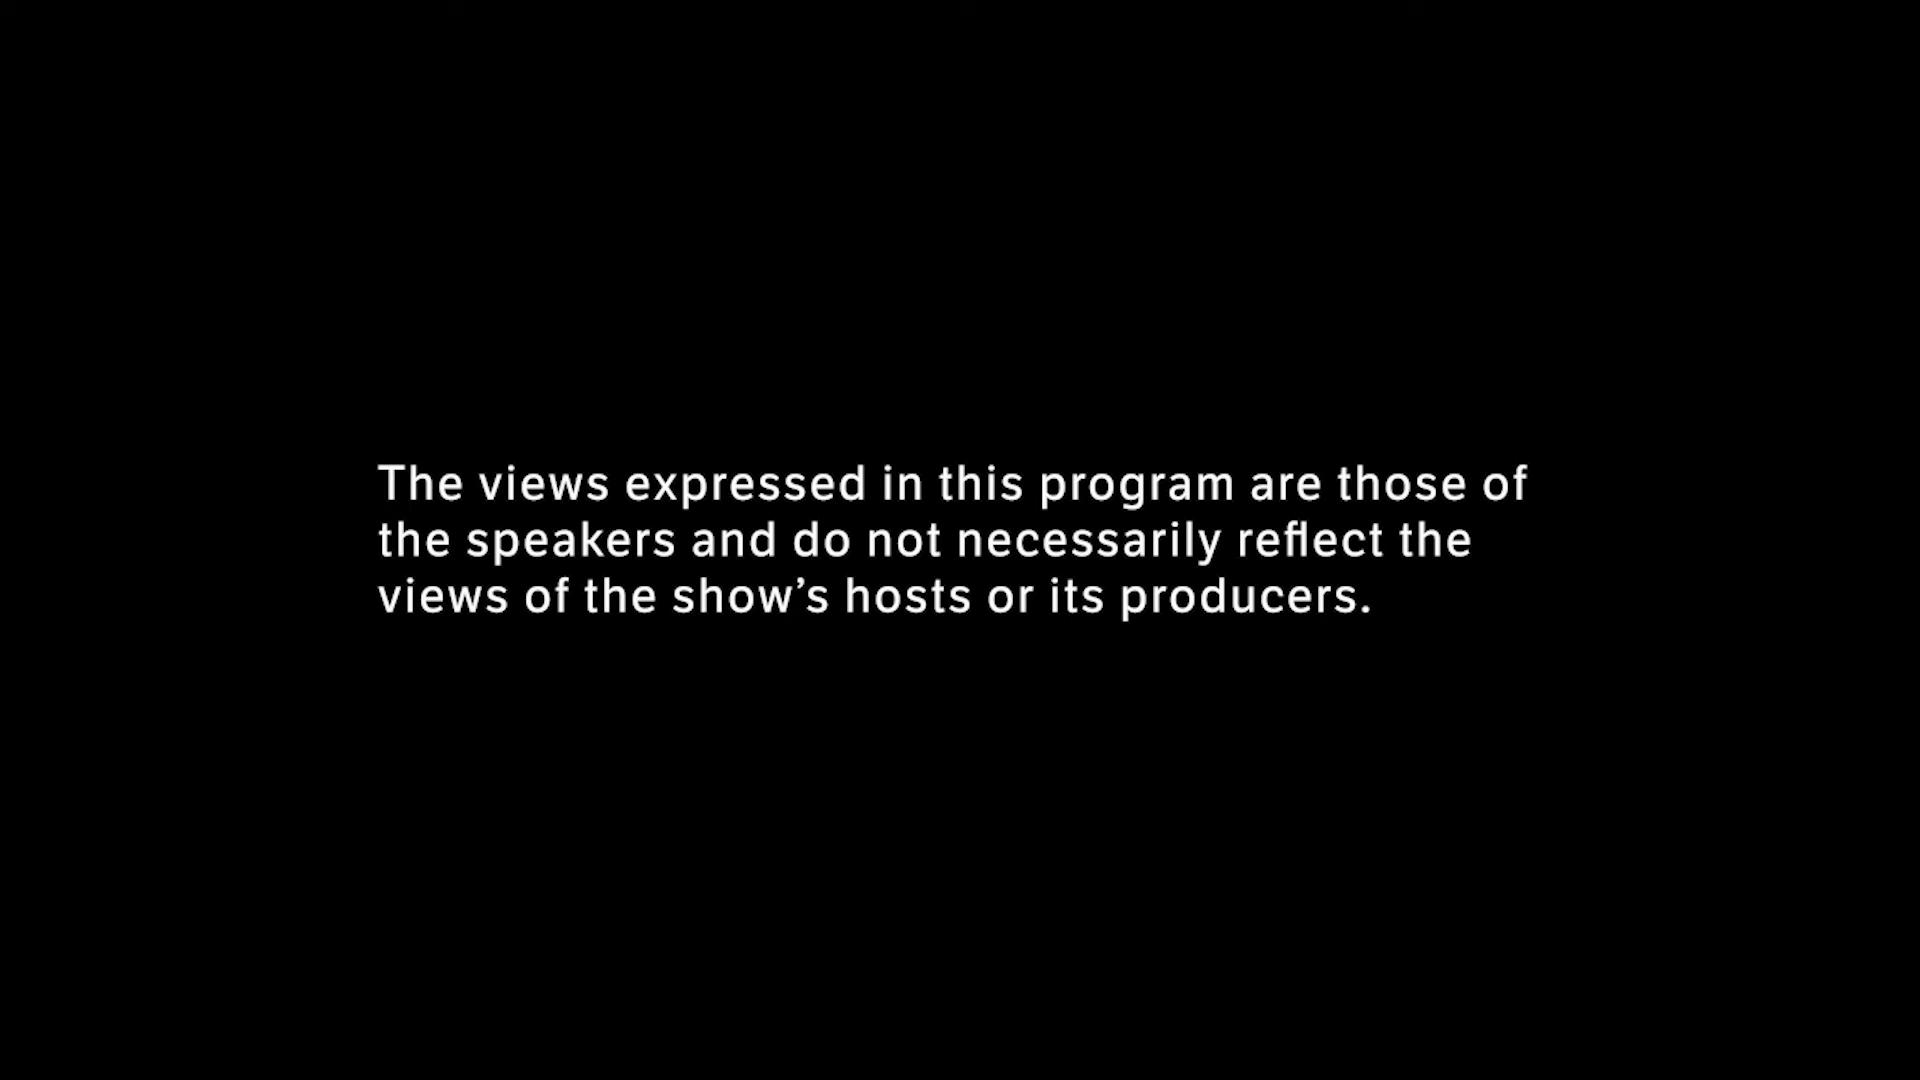 The views expressed in this program are those of
the speakers and do not necessarily reflect the
views of the show’s hosts or its producers.